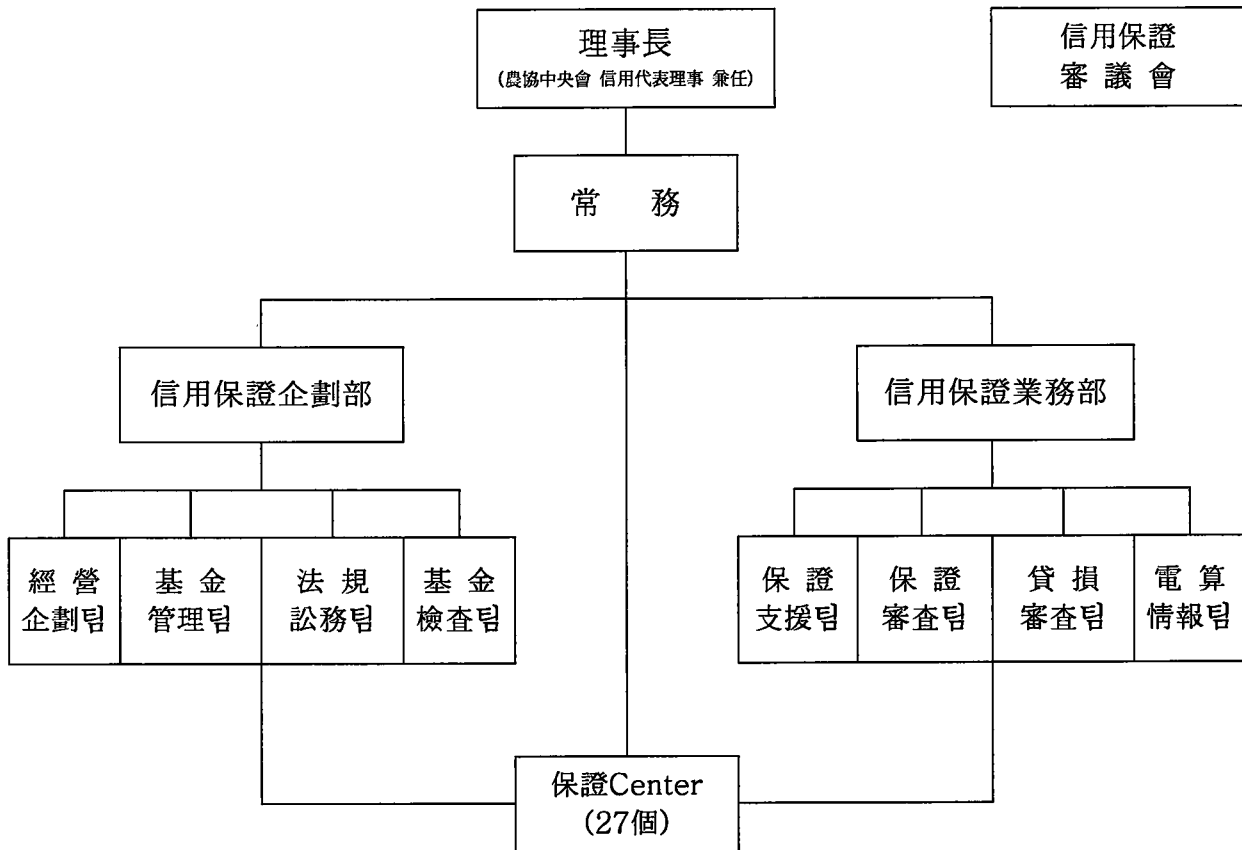 理事長
(農協中央會 信用代表理事 兼任)
信用保證
審 議 會
常 務
信用保證企劃部
信用保證業務部
經 營
企劃팀
基 金
管理팀
法 規
訟務팀
基 金
檢査팀
保 證
支援팀
保 證
審査팀
貸 損
審査팀
電 算
情報팀
保證Center
(27個)